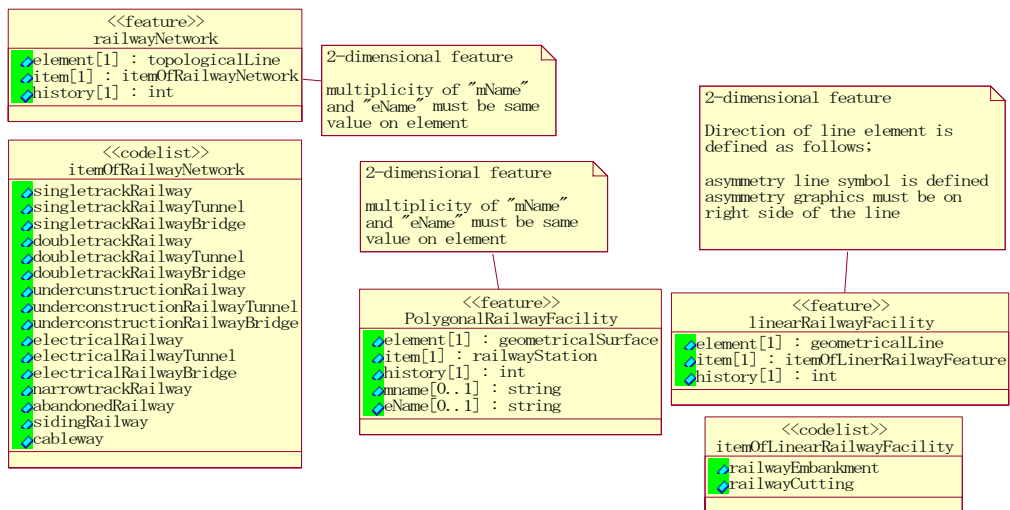 <<feature>>
railwayNetwork
element[1] : topologicalLine
item[1] : itemOfRailwayNetwork
history[1] : int
2-dimensional feature
multiplicity of "mName"
and "eName" must be same
value on element
<<codelist>>
itemOfRailwayNetwork
singletrackRailway
singletrackRailwayTunnel
singletrackRailwayBridge
doubletrackRailway
doubletrackRailwayTunnel
doubletrackRailwayBridge
undercunstructionRailway
underconstructionRailwayTunnel
underconstructionRailwayBridge
electricalRailway
electricalRailwayTunnel
electricalRailwayBridge
narrowtrackRailway
abandonedRailway
sidingRailway
cableway
2-dimensional feature
multiplicity of "mName"
and "eName" must be same
value on element
<<feature>>
PolygonalRailwayFacility
element[1] : geometricalSurface
item[1] : railwayStation
history[1] : int
mname[0..1] : string
eName[0..1] : string
2-dimensional feature
Direction of line element is
defined as follows;
asymmetry line symbol is defined
asymmetry graphics must be on
right side of the line
<<feature>>
linearRailwayFacility
element[1] : geometricalLine
item[1] : itemOfLinerRailwayFeature
history[1] : int
<<codelist>>
itemOfLinearRailwayFacility
railwayEmbankment
railwayCutting